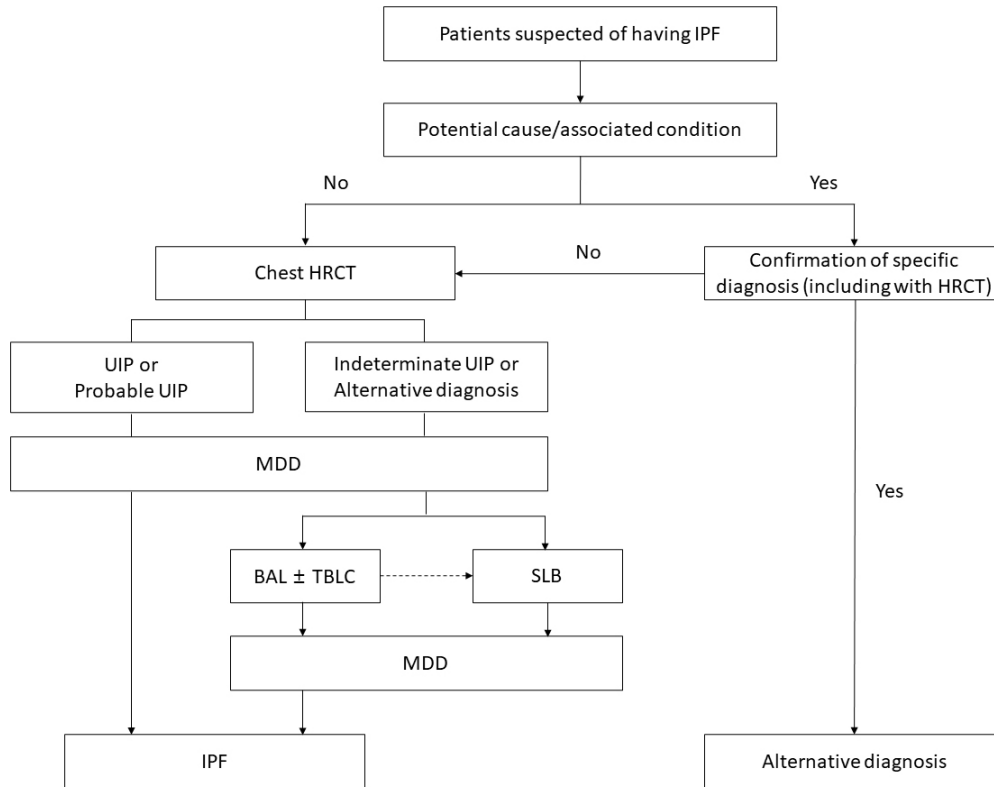 Patients suspected of having IPF
Potential cause/associated condition
No
Yes
Chest HRCT
No
Confirmation of specific
diagnosis (including with HRCT)
UIP or
Probable UIP
Indeterminate UIP or
Alternative diagnosis
MDD
Yes
BAL ± TBLC
SLB
MDD
IPF
Alternative diagnosis